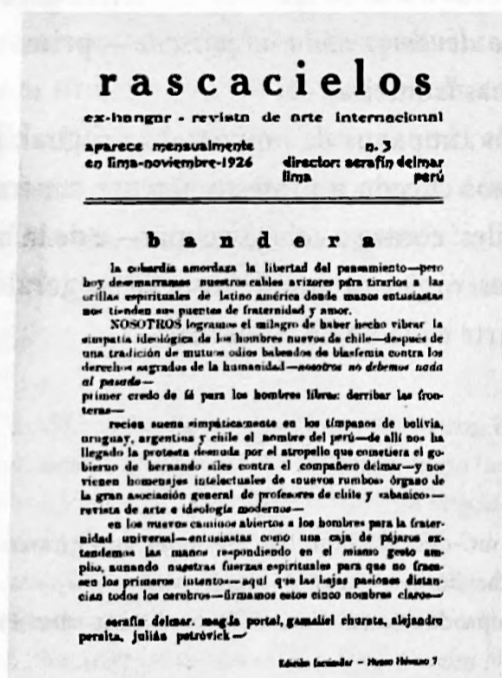 rascacielos
ex-hangar - revista de arte internacional
aparece mensualmente n. 3
en lima-noviembre-1926 director: serafín delmar
lima perú
bandera
la cobardía amordaza la libertad del pensamiento—pero
hoy desamarramos nuestros cables avizores para tirarlos a las
orillas espirituales de latino américa donde manos entusiastas
nos tienden sus puentes de fraternidad y amor.
NOSOTROS logramos el milagro de haber hecho vibrar la
simpatía ideológica de los hombres nuevos de chile—después de
una tradición de mutuos odios babeados de blasfemia contra los
derechos sagrados de la humanidad—nosotros no debemos nada
al pasado—
primer credo de fé para los hombres libres: derribar las fron-
teras—
recien suena simpáticamente en los tímpanos de bolivia,
uruguay, argentina y chile el nombre del perú—de allí nos ha
llegado la protesta desnuda por el atropello que cometiera el go-
bierno de hernando siles contra el compañero delmar—y nos
vienen homenajes intelectuales de «nuevos rumbos» órgano de
la gran asociación general de profesores de chile y «abanico»—
revista de arte e ideología modernos—
en los nuevos caminos abiertos a los hombres para la frater-
nidad universal—entusiastas como una caja de pájaros ex-
tendemos las manos respondiendo en el mismo gesto am-
plio, aunando nuestras fuerzas espirituales para que no fraca-
sen los primeros intento—aquí que las bajas pasiones distan
cian todos los cerebros—firmamos estos cinco nombres claros—
serafín delmar, magda portal, gamaliel churata, alejandro
peralta, julián petróvick—